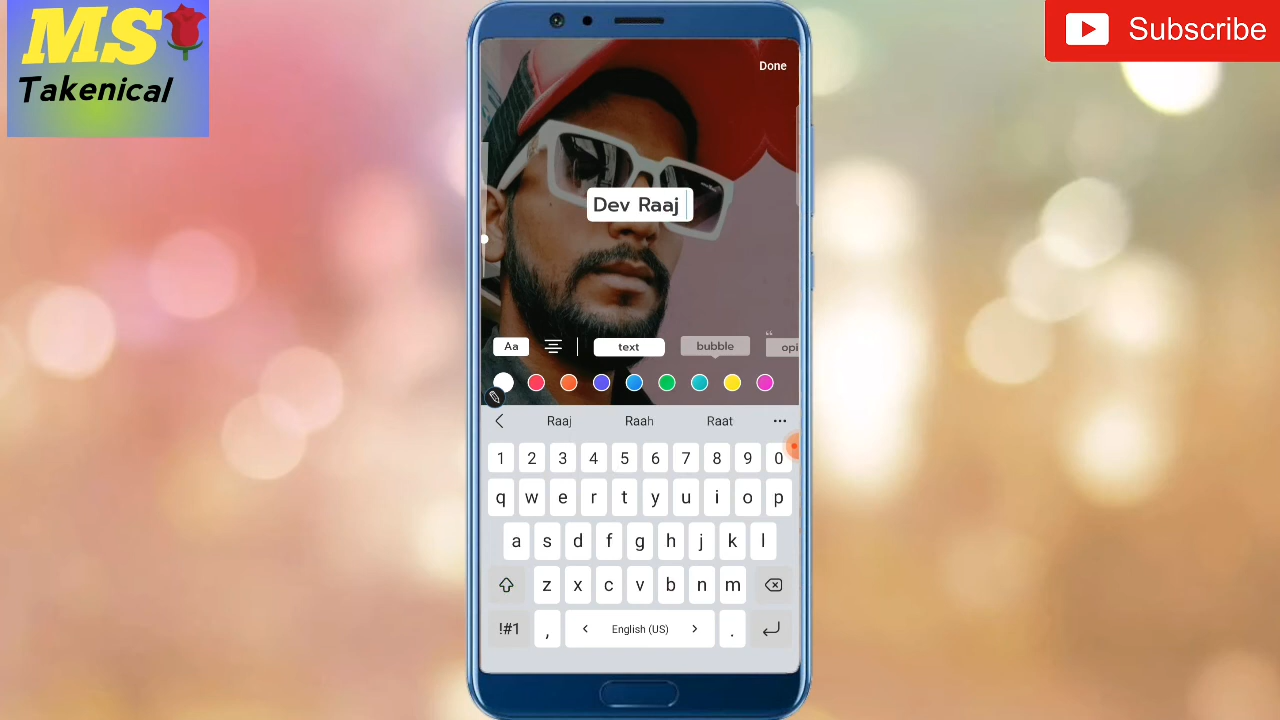 MS
Takenical
Subscribe
Done
Dev Raaj
Aa
text
bubble
“
opi
Raaj
Raah
Raat
1 2 3 4 5 6 7 8 9 0
q w e r t y u i o p
a s d f g h j k l
z x c v b n m
!#1 , < English (US) > .